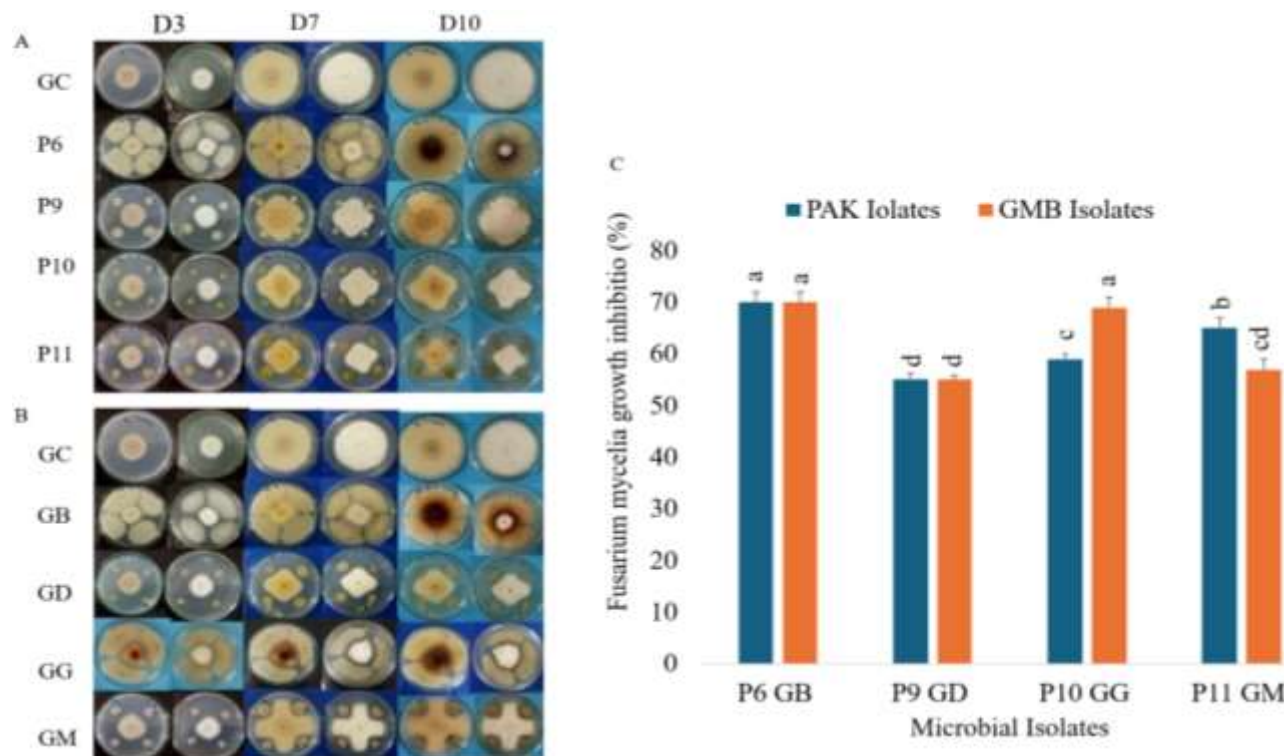 D3 D7 D10
A
GC
P6
P9
P10
P11
B
GC
GB
GD
GG
GM
C
PAK Iolates GMB Isolates
Fusarium mycelia growth inhibitio (%)
80
70
60
50
40
30
20
10
0
a a
d d
c a
b cd
P6 GB P9 GD P10 GG P11 GM
Microbial Isolates